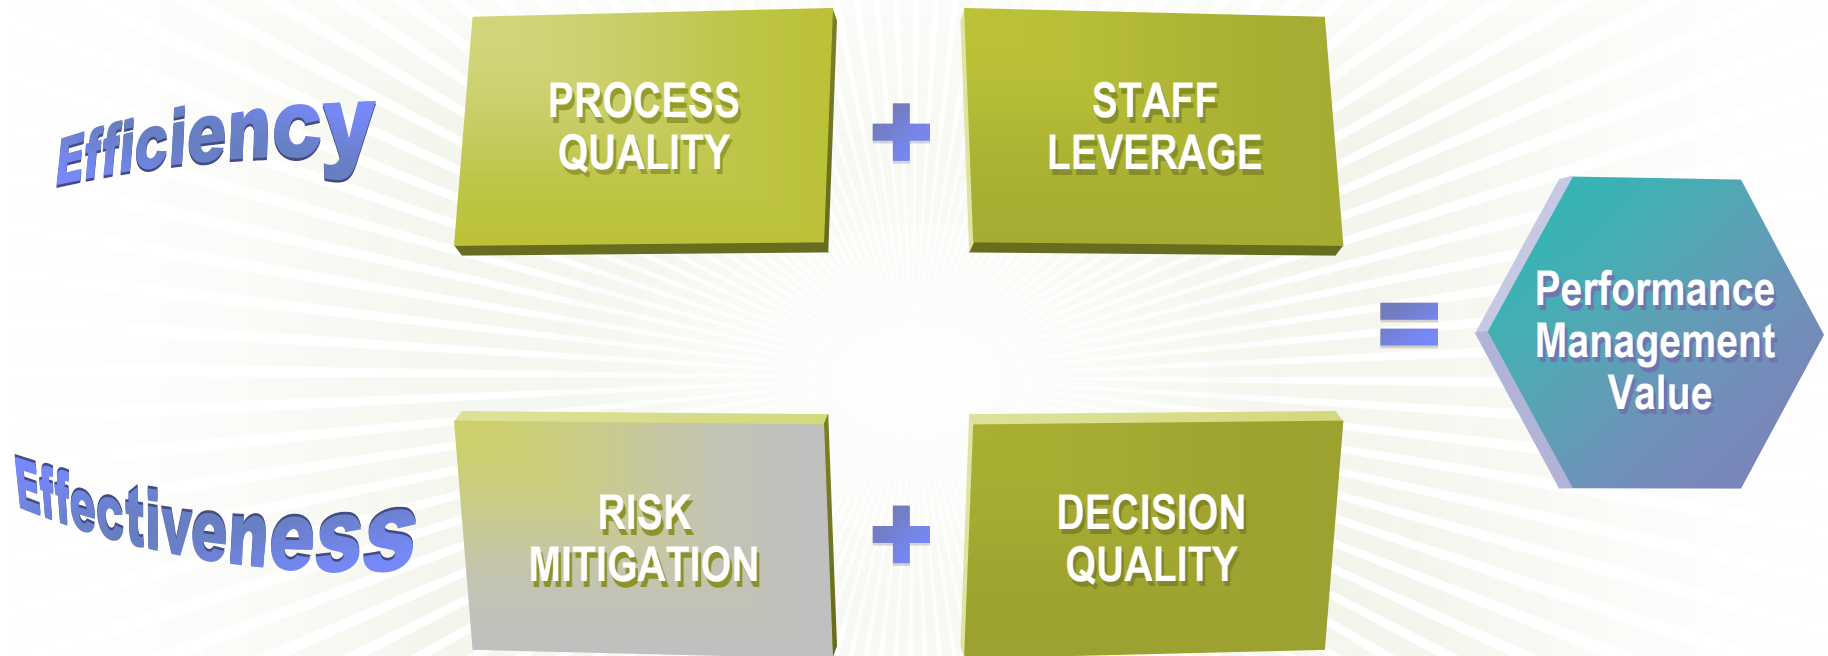 Efficiency
PROCESS
QUALITY
+
STAFF
LEVERAGE
=
Performance
Management
Value
Effectiveness
RISK
MITIGATION
+
DECISION
QUALITY